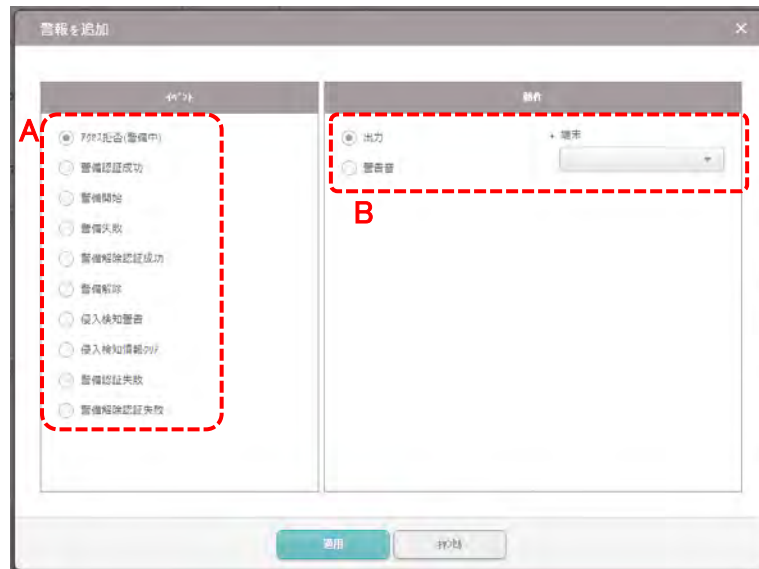 警報を追加
×
ｲﾍﾞﾝﾄ
動作
A
ｱｸｾｽ拒否(警備中)
警備認証成功
警備開始
警備失敗
警備解除認証成功
警備解除
侵入検知警告
侵入検知情報ｸﾘｱ
警備認証失敗
警備解除認証失敗
出力
警告音
• 端末
B
適用
ｷｬﾝｾﾙ